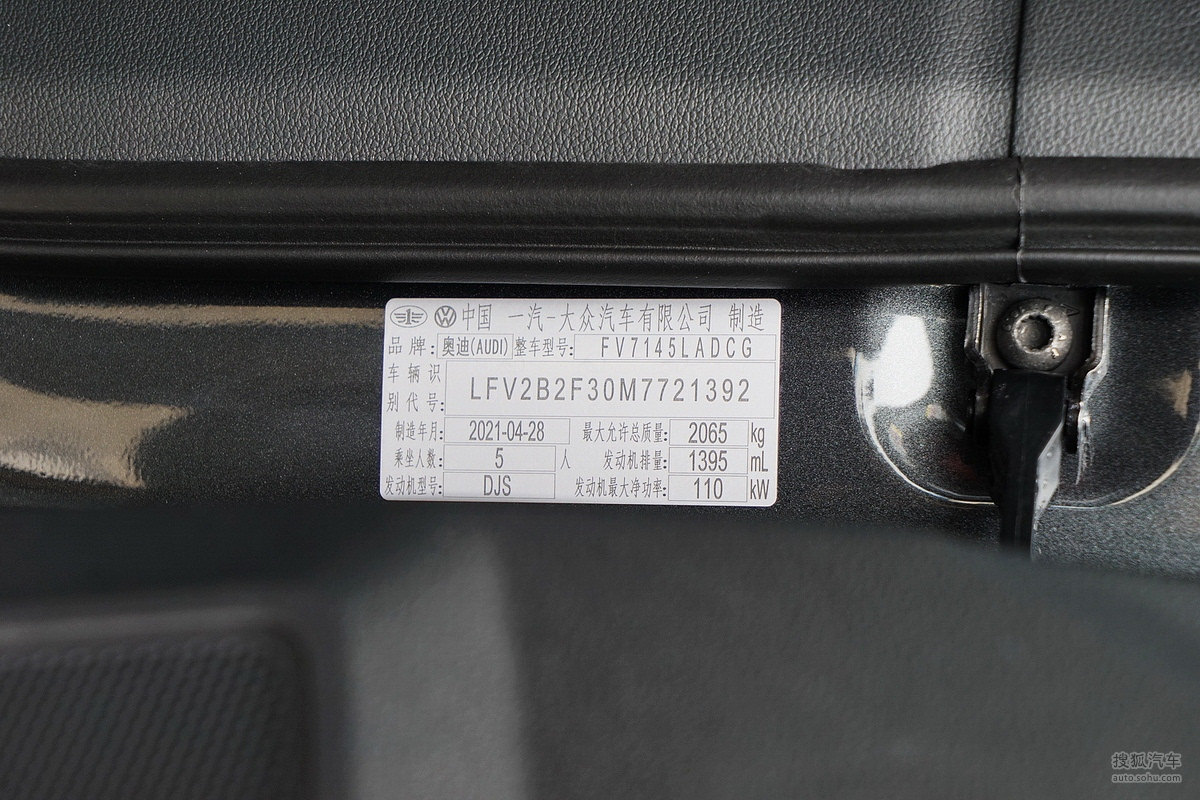 中国 一汽-大众汽车有限公司 制造
品牌: 奥迪(AUDI) 整车型号: FV7145LADCG
车辆识别代号: LFV2B2F30M7721392
制造年月: 2021-04-28 最大允许总质量: 2065 kg
乘坐人数: 5 人 发动机排量: 1395 mL
发动机型号: DJS 发动机最大净功率: 110 kW
搜狐汽车
auto.sohu.com